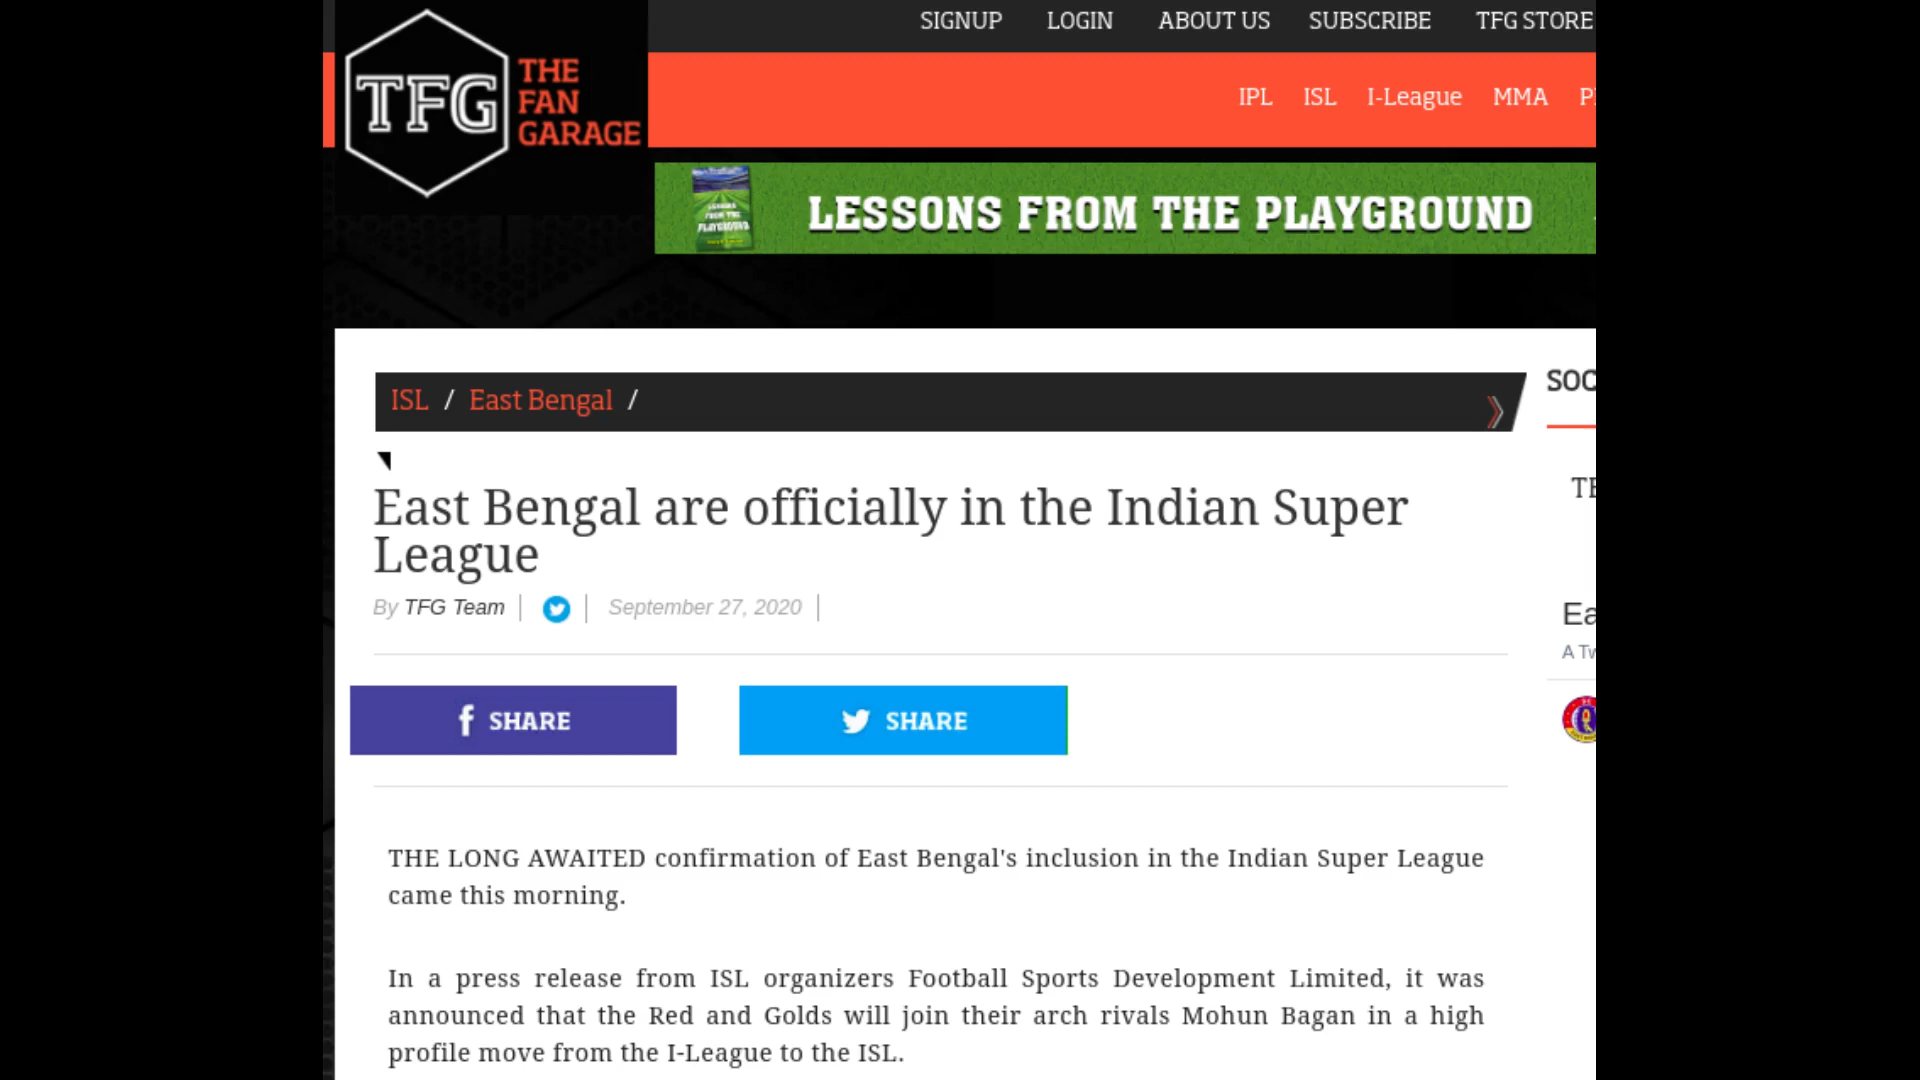 SIGNUP LOGIN ABOUT US SUBSCRIBE TFG STORE
TFG THE
FAN
GARAGE
IPL ISL I-League MMA
LESSONS FROM THE PLAYGROUND
LESSONS
FROM THE
PLAYGROUND
ISL / East Bengal /
East Bengal are officially in the Indian Super
League
By TFG Team | | September 27, 2020 |
SHARE SHARE
THE LONG AWAITED confirmation of East Bengal's inclusion in the Indian Super League
came this morning.
In a press release from ISL organizers Football Sports Development Limited, it was
announced that the Red and Golds will join their arch rivals Mohun Bagan in a high
profile move from the I-League to the ISL.